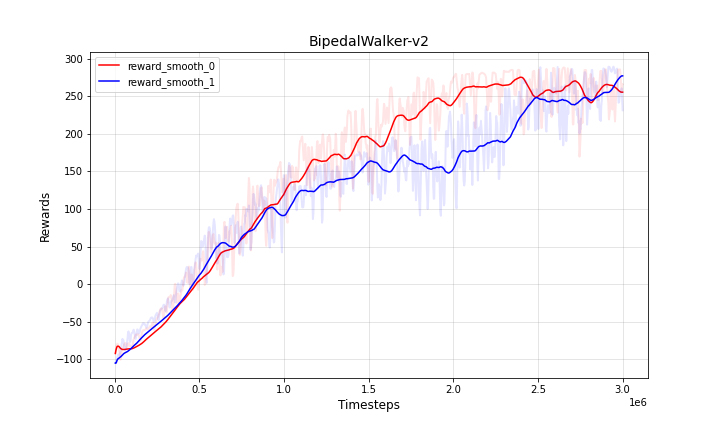 BipedalWalker-v2
reward_smooth_0
reward_smooth_1
Rewards
300
250
200
150
100
50
0
−50
−100
0.0 0.5 1.0 1.5 2.0 2.5 3.0
1e6
Timesteps